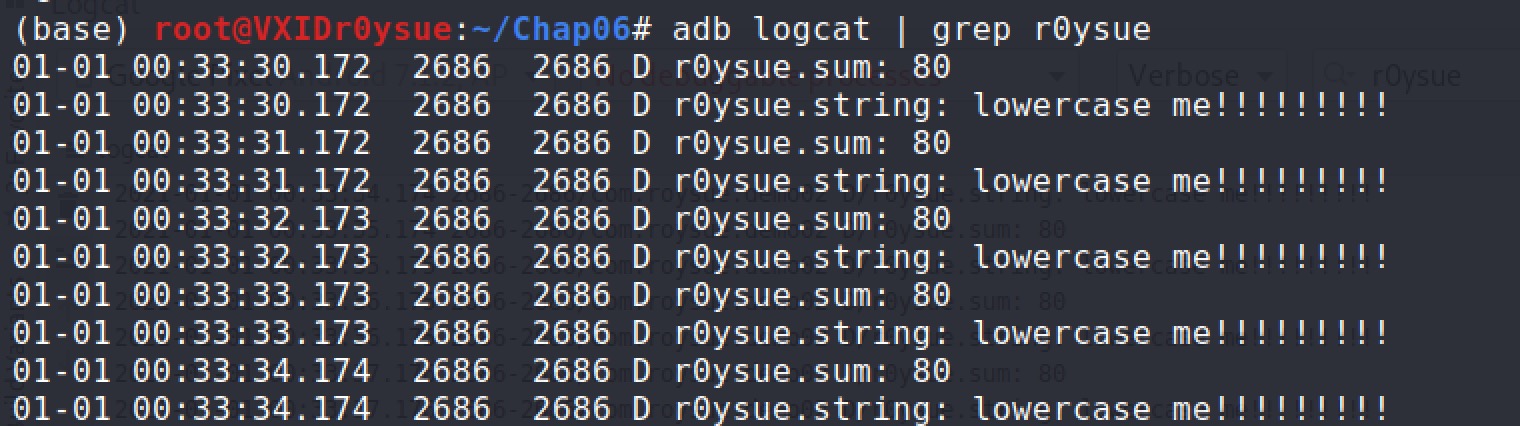 (base) root@VXIDr0ysue:~/Chap06# adb logcat | grep r0ysue
01-01 00:33:30.172  2686  2686 D r0ysue.sum: 80
01-01 00:33:30.172  2686  2686 D r0ysue.string: lowercase me!!!!!!!!!
01-01 00:33:31.172  2686  2686 D r0ysue.sum: 80
01-01 00:33:31.172  2686  2686 D r0ysue.string: lowercase me!!!!!!!!!
01-01 00:33:32.173  2686  2686 D r0ysue.sum: 80
01-01 00:33:32.173  2686  2686 D r0ysue.string: lowercase me!!!!!!!!!
01-01 00:33:33.173  2686  2686 D r0ysue.sum: 80
01-01 00:33:33.173  2686  2686 D r0ysue.string: lowercase me!!!!!!!!!
01-01 00:33:34.174  2686  2686 D r0ysue.sum: 80
01-01 00:33:34.174  2686  2686 D r0ysue.string: lowercase me!!!!!!!!!